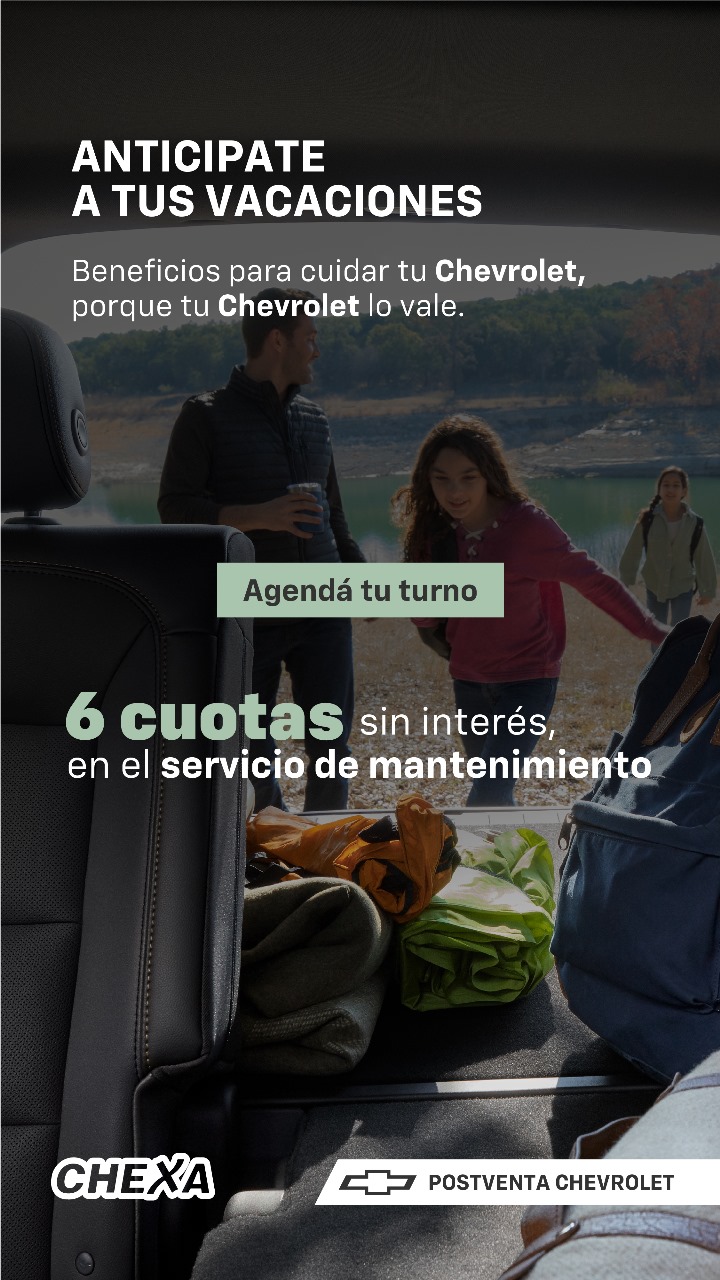 ANTICIPATE
A TUS VACACIONES
Beneficios para cuidar tu Chevrolet,
porque tu Chevrolet lo vale.
Agendá tu turno
6 cuotas sin interés,
en el servicio de mantenimiento
CHEXA
POSTVENTA CHEVROLET